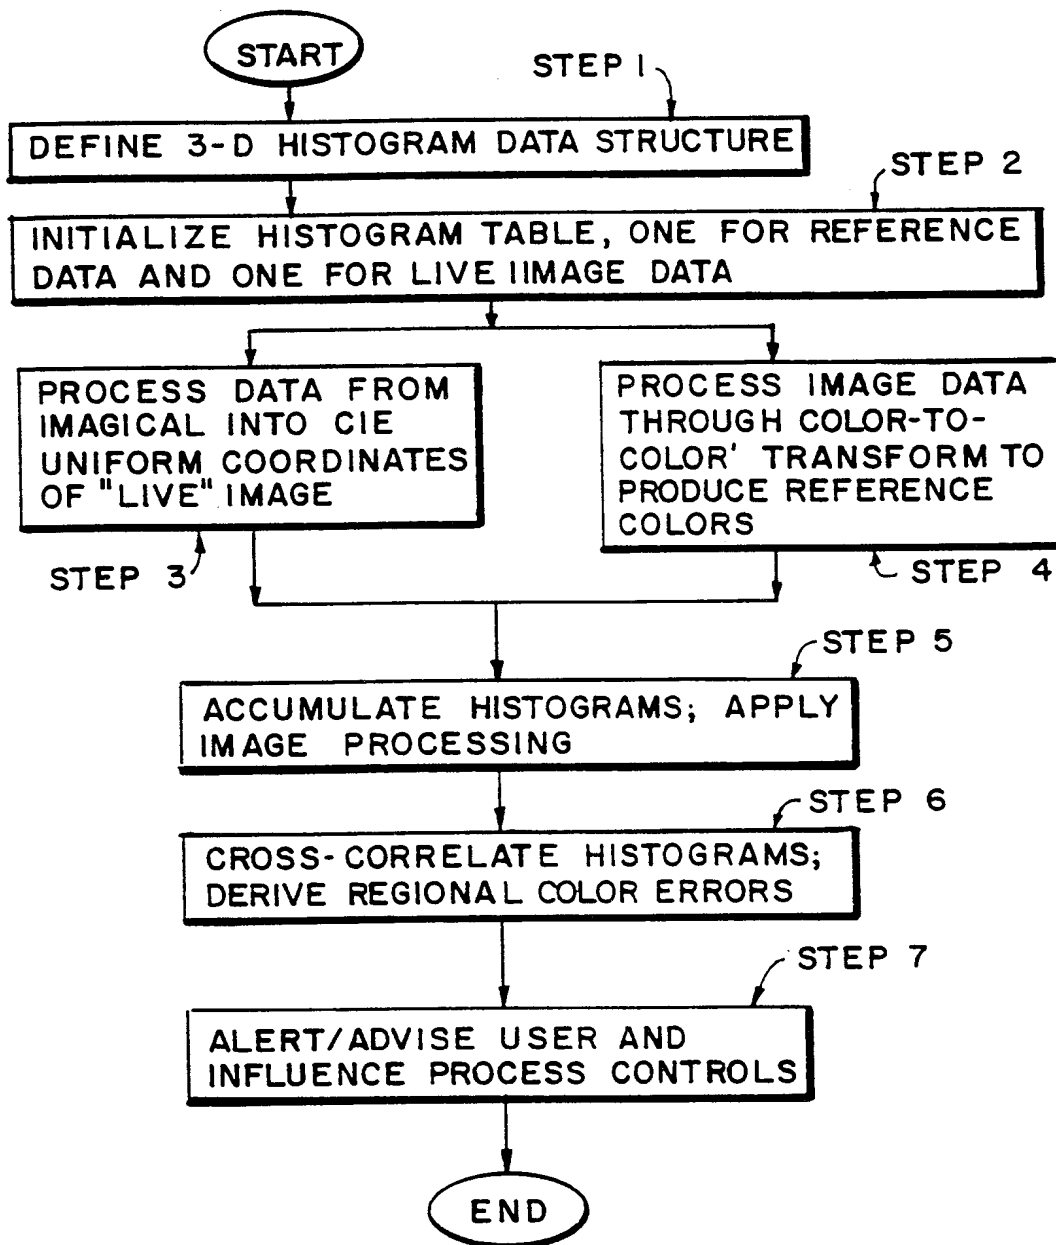 START
STEP 1
DEFINE 3-D HISTOGRAM DATA STRUCTURE
STEP 2
INITIALIZE HISTOGRAM TABLE, ONE FOR REFERENCE
DATA AND ONE FOR LIVE IIMAGE DATA
PROCESS DATA FROM
IMAGICAL INTO CIE
UNIFORM COORDINATES
OF "LIVE" IMAGE
STEP 3
PROCESS IMAGE DATA
THROUGH COLOR-TO-
COLOR' TRANSFORM TO
PRODUCE REFERENCE
COLORS
STEP 4
STEP 5
ACCUMULATE HISTOGRAMS; APPLY
IMAGE PROCESSING
STEP 6
CROSS-CORRELATE HISTOGRAMS;
DERIVE REGIONAL COLOR ERRORS
STEP 7
ALERT/ADVISE USER AND
INFLUENCE PROCESS CONTROLS
END